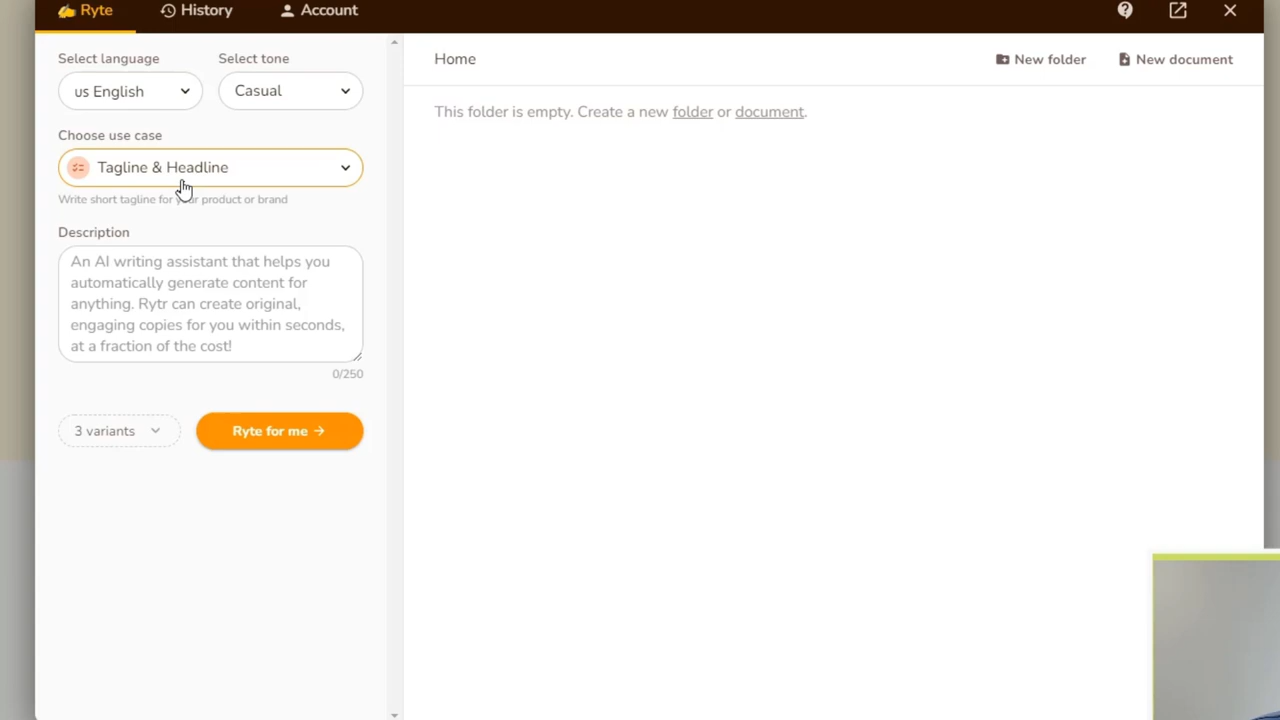 Ryte
History
Account
Select language
Select tone
us English
Casual
Choose use case
Tagline & Headline
Write short tagline for your product or brand
Description
An AI writing assistant that helps you
automatically generate content for
anything. Rytr can create original,
engaging copies for you within seconds,
at a fraction of the cost!
0/250
3 variants
Ryte for me →
Home
New folder
New document
This folder is empty. Create a new folder or document.